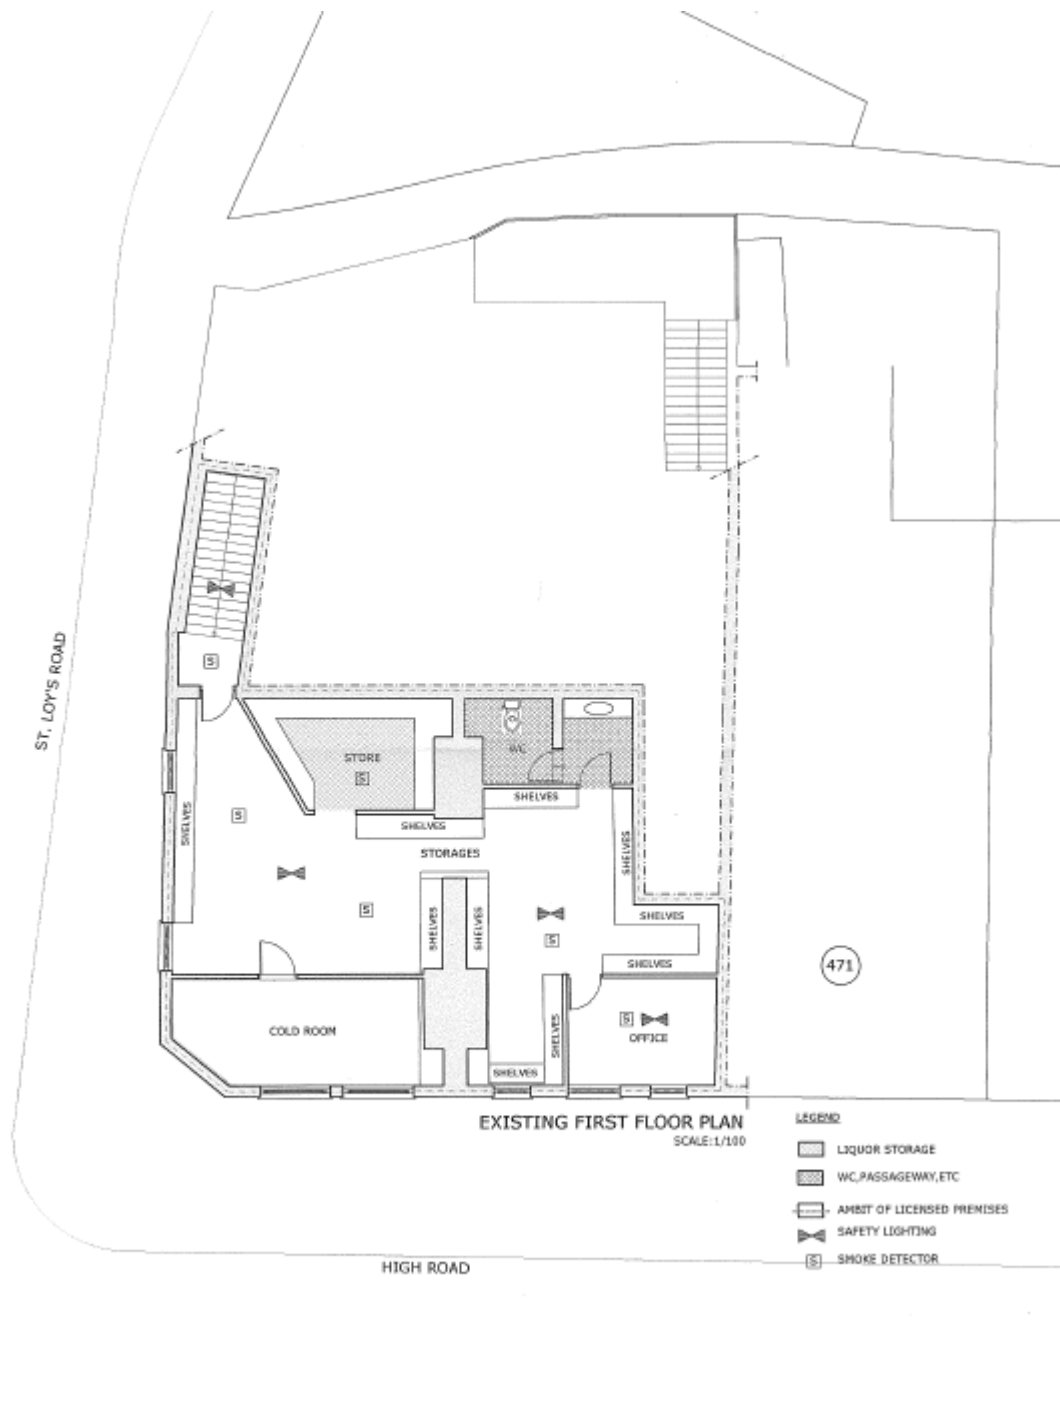 ST. LOY'S ROAD
S
STORE
S
WC
SHELVES
SHELVES
S
SHELVES
SHELVES
STORAGES
S
SHELVES
SHELVES
SHELVES
S
SHELVES
471
COLD ROOM
SHELVES
SHELVES
S
OFFICE
EXISTING FIRST FLOOR PLAN
SCALE:1/100
LEGEND
LIQUOR STORAGE
WC,PASSAGEWAY,ETC
AMBIT OF LICENSED PREMISES
SAFETY LIGHTING
S SMOKE DETECTOR
HIGH ROAD